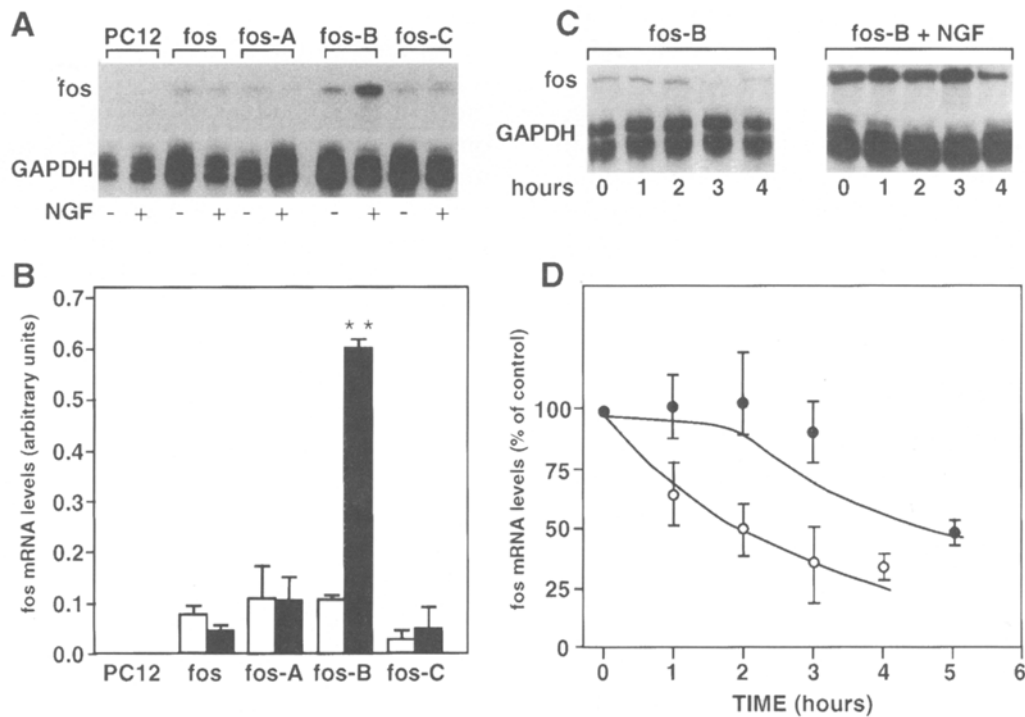 A
PC12 fos fos-A fos-B fos-C
fos
GAPDH
NGF - + - + - + - + - +
B
fos mRNA levels (arbitrary units)
0.7
0.6
0.5
0.4
0.3
0.2
0.1
0.0
* *
PC12 fos fos-A fos-B fos-C
C
fos-B fos-B + NGF
fos
GAPDH
hours 0 1 2 3 4 0 1 2 3 4
D
fos mRNA levels (% of control)
100
75
50
25
0
0 1 2 3 4 5 6
TIME (hours)